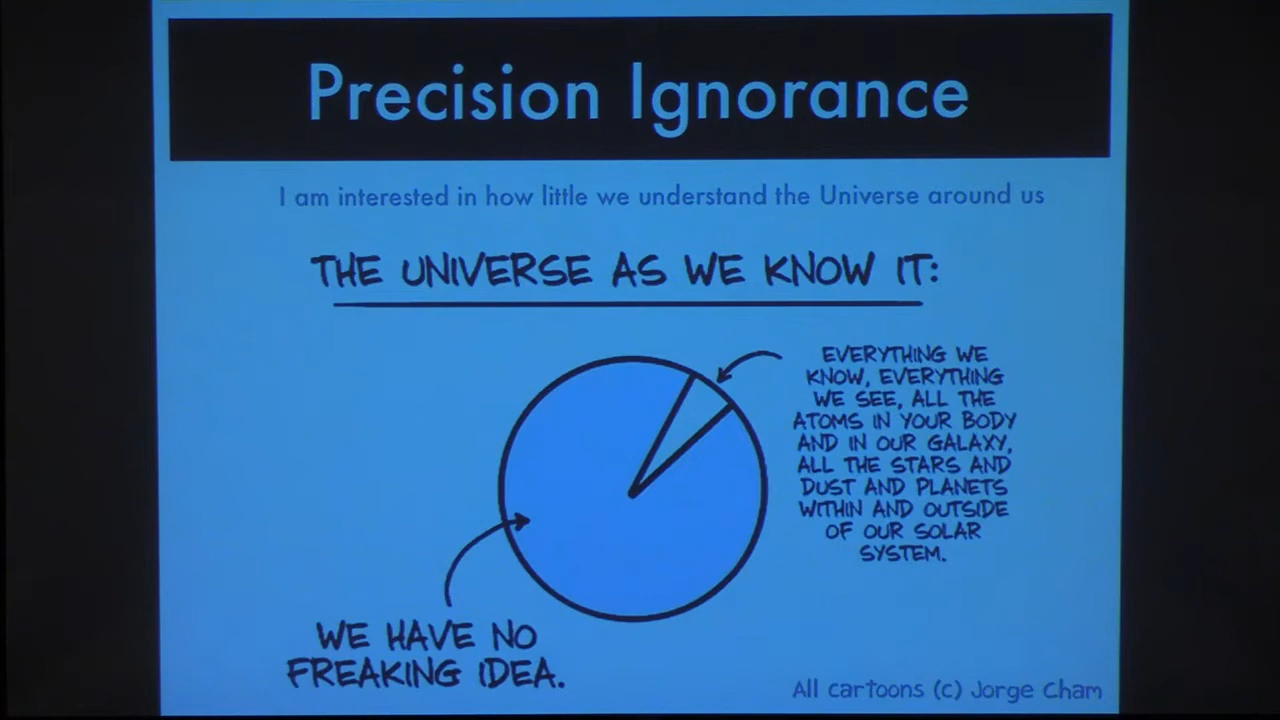 Precision Ignorance
I am interested in how little we understand the Universe around us
THE UNIVERSE AS WE KNOW IT:
EVERYTHING WE
KNOW, EVERYTHING
WE SEE, ALL THE
ATOMS IN YOUR BODY
AND IN OUR GALAXY,
ALL THE STARS AND
DUST AND PLANETS
WITHIN AND OUTSIDE
OF OUR SOLAR
SYSTEM.
WE HAVE NO
FREAKING IDEA.
All cartoons (c) Jorge Cham